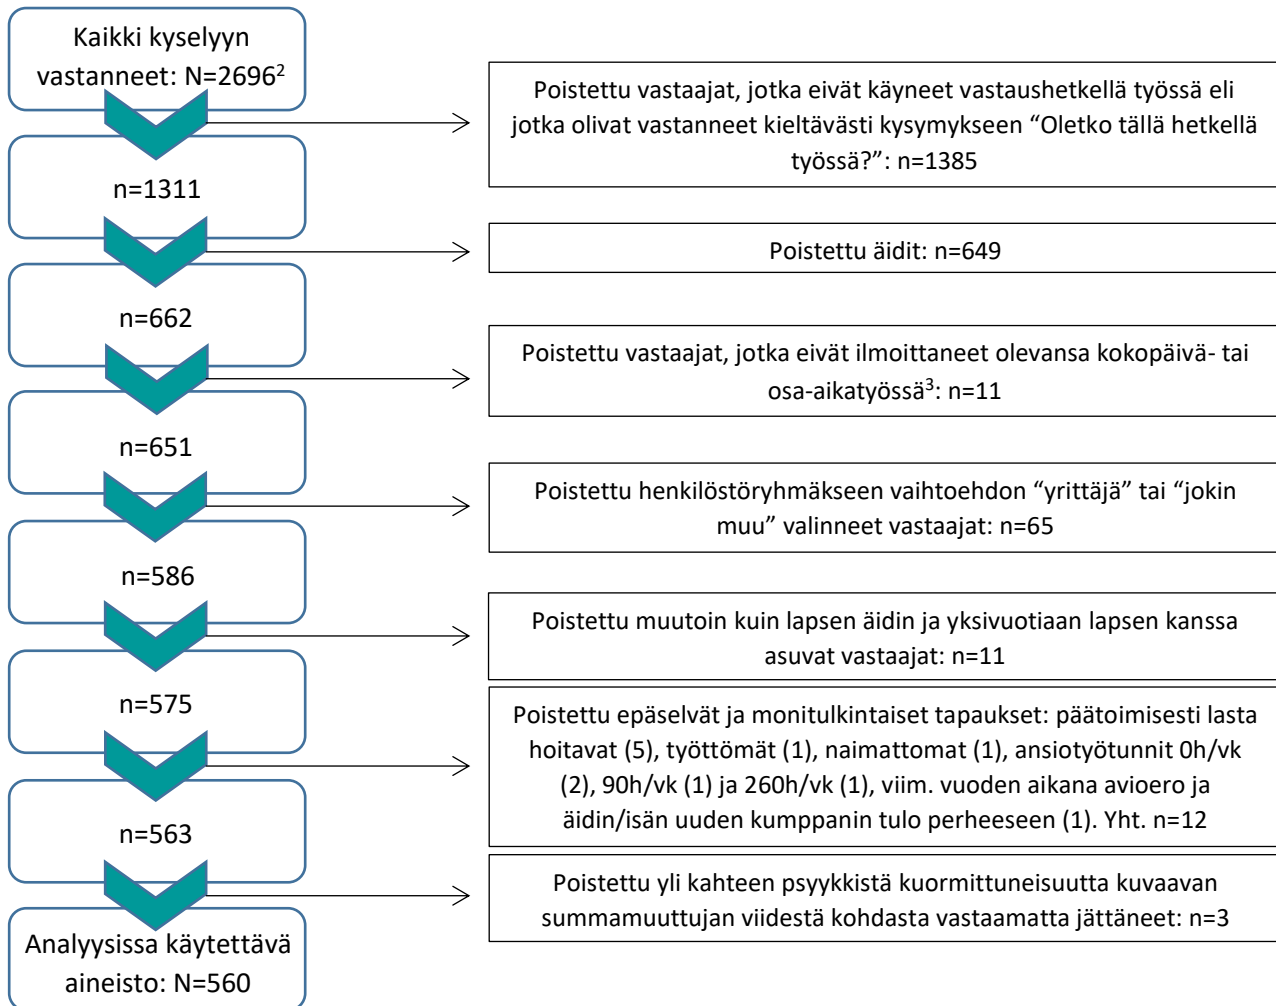 Kaikki kyselyyn
vastanneet: N=2696²
Poistettu vastaajat, jotka eivät käyneet vastaushetkellä työssä eli
jotka olivat vastanneet kieltävästi kysymykseen “Oletko tällä hetkellä
työssä?”: n=1385
n=1311
Poistettu äidit: n=649
n=662
Poistettu vastaajat, jotka eivät ilmoittaneet olevansa kokopäivä- tai
osa-aikatyössä³: n=11
n=651
Poistettu henkilöstöryhmäkseen vaihtoehdon “yrittäjä” tai “jokin
muu” valinneet vastaajat: n=65
n=586
Poistettu muutoin kuin lapsen äidin ja yksivuotiaan lapsen kanssa
asuvat vastaajat: n=11
n=575
Poistettu epäselvät ja monitulkintaiset tapaukset: päätoimisesti lasta
hoitavat (5), työttömät (1), naimattomat (1), ansiotyötunnit 0h/vk
(2), 90h/vk (1) ja 260h/vk (1), viim. vuoden aikana avioero ja
äidin/isän uuden kumppanin tulo perheeseen (1). Yht. n=12
n=563
Poistettu yli kahteen psyykkistä kuormittuneisuutta kuvaavan
summamuuttujan viidestä kohdasta vastaamatta jättäneet: n=3
Analyysissa käytettävä
aineisto: N=560